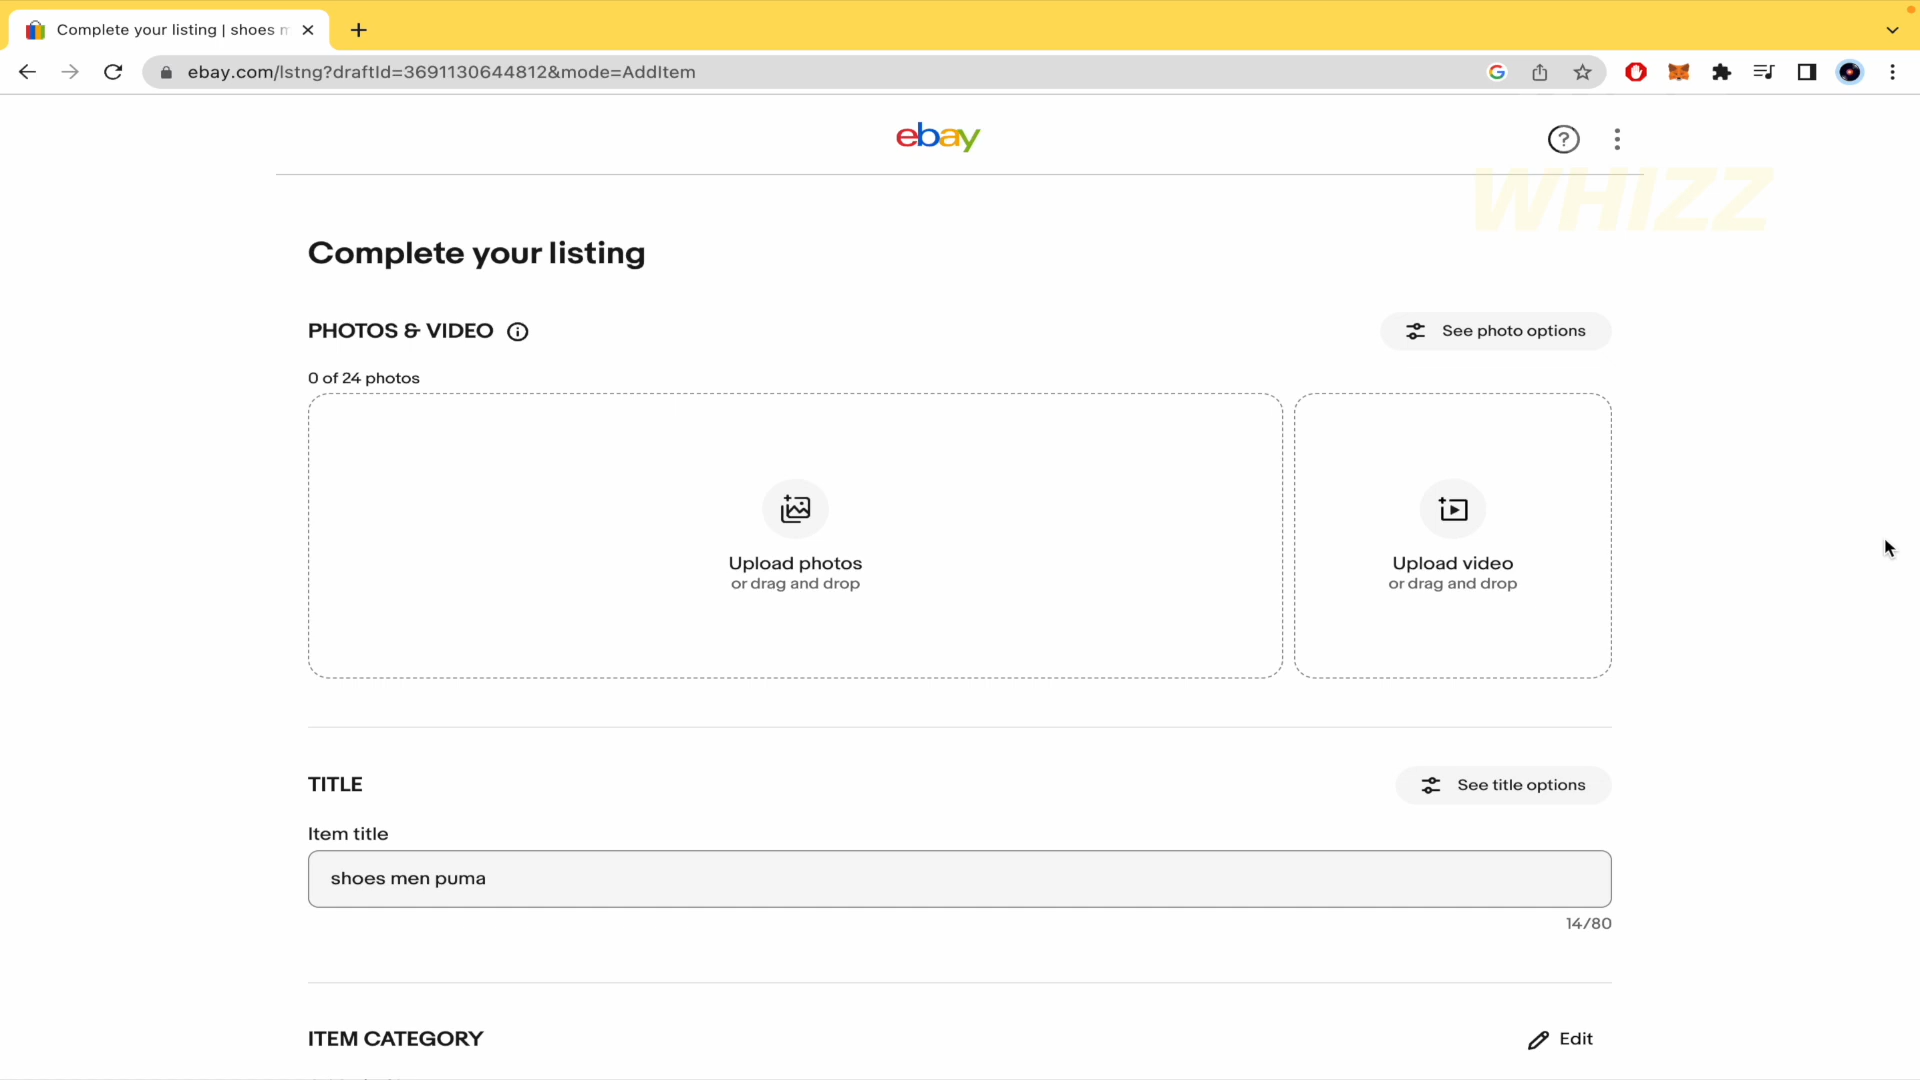 Complete your listing | shoes m
ebay.com/lstng?draftId=3691130644812&mode=AddItem
ebay
WHIZZ
Complete your listing
PHOTOS & VIDEO
See photo options
0 of 24 photos
Upload photos
or drag and drop
Upload video
or drag and drop
TITLE
See title options
Item title
shoes men puma
14/80
ITEM CATEGORY
Edit